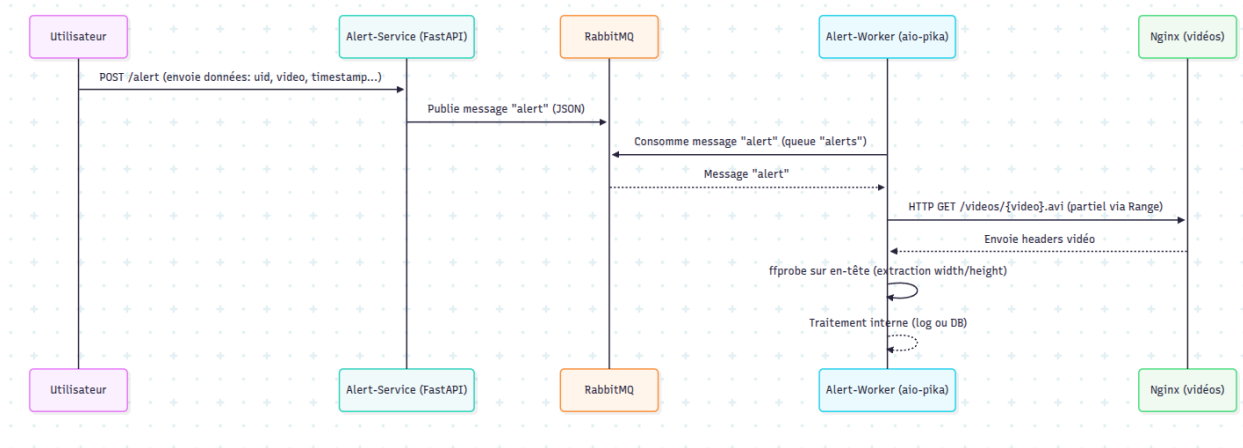 Utilisateur
Alert-Service (FastAPI)
RabbitMQ
Alert-Worker (aio-pika)
Nginx (vidéos)
POST /alert (envoie données: uid, video, timestamp...)
Publie message "alert" (JSON)
Consomme message "alert" (queue "alerts")
Message "alert"
HTTP GET /videos/{video}.avi (partiel via Range)
Envoie headers vidéo
ffprobe sur en-tête (extraction width/height)
Traitement interne (log ou DB)
Utilisateur
Alert-Service (FastAPI)
RabbitMQ
Alert-Worker (aio-pika)
Nginx (vidéos)